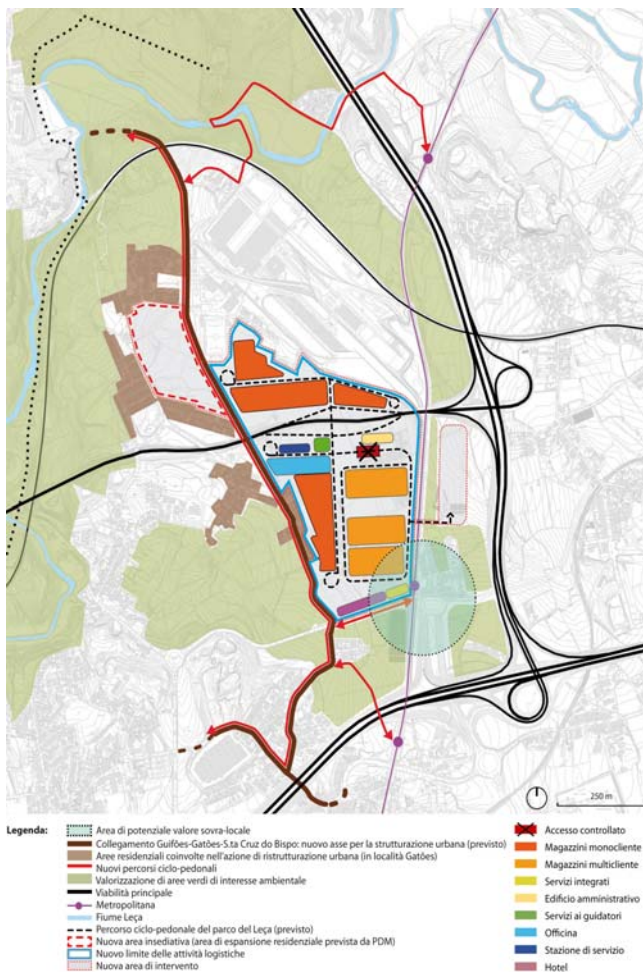 250 m
Legenda:
Area di potenziale valore sovra-locale
Collegamento Guifões-Gatões-S.ta Cruz do Bispo: nuovo asse per la strutturazione urbana (previsto)
Aree residenziali coinvolte nell'azione di ristrutturazione urbana (in località Gatões)
Nuovi percorsi ciclo-pedonali
Valorizzazione di aree verdi di interesse ambientale
Viabilità principale
Metropolitana
Fiume Leça
Percorso ciclo-pedonale del parco del Leça (previsto)
Nuova area insediativa (area di espansione residenziale prevista da PDM)
Nuovo limite delle attività logistiche
Nuova area di intervento
Accesso controllato
Magazzini monocliente
Magazzini multicliente
Servizi integrati
Edificio amministrativo
Servizi ai guidatori
Officina
Stazione di servizio
Hotel